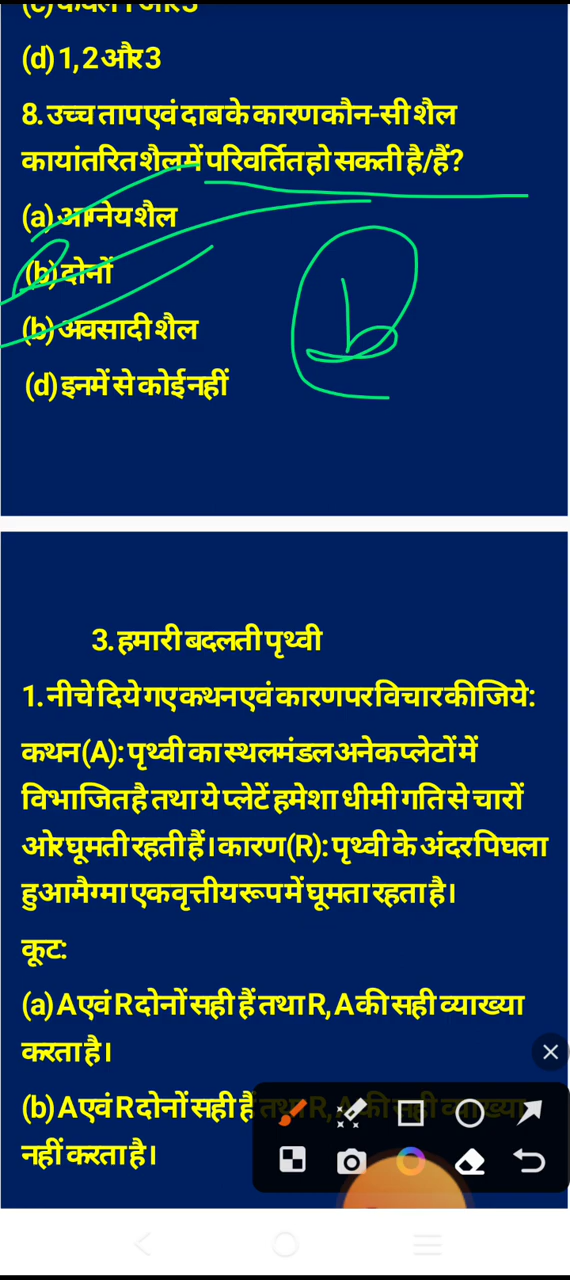 (d) 1, 2 और 3
8. उच्च ताप एवं दाब के कारण कौन-सी शैल
कायांतरित शैल में परिवर्तित हो सकती है/हैं?
(a) आग्नेय शैल
(b) दोनों
(b) अवसादी शैल
(d) इनमें से कोई नहीं
b
3. हमारी बदलती पृथ्वी
1. नीचे दिये गए कथन एवं कारण पर विचार कीजिये:
कथन (A): पृथ्वी का स्थलमंडल अनेक प्लेटों में
विभाजित है तथा ये प्लेटें हमेशा धीमी गति से चारों
ओर घूमती रहती हैं। कारण (R): पृथ्वी के अंदर पिघला
हुआ मैग्मा एक वृत्तीय रूप में घूमता रहता है।
कूट:
(a) A एवं R दोनों सही हैं तथा R, A की सही व्याख्या
करता है।
(b) A एवं R दोनों सही हैं तथा R, A की सही व्याख्या
नहीं करता है।